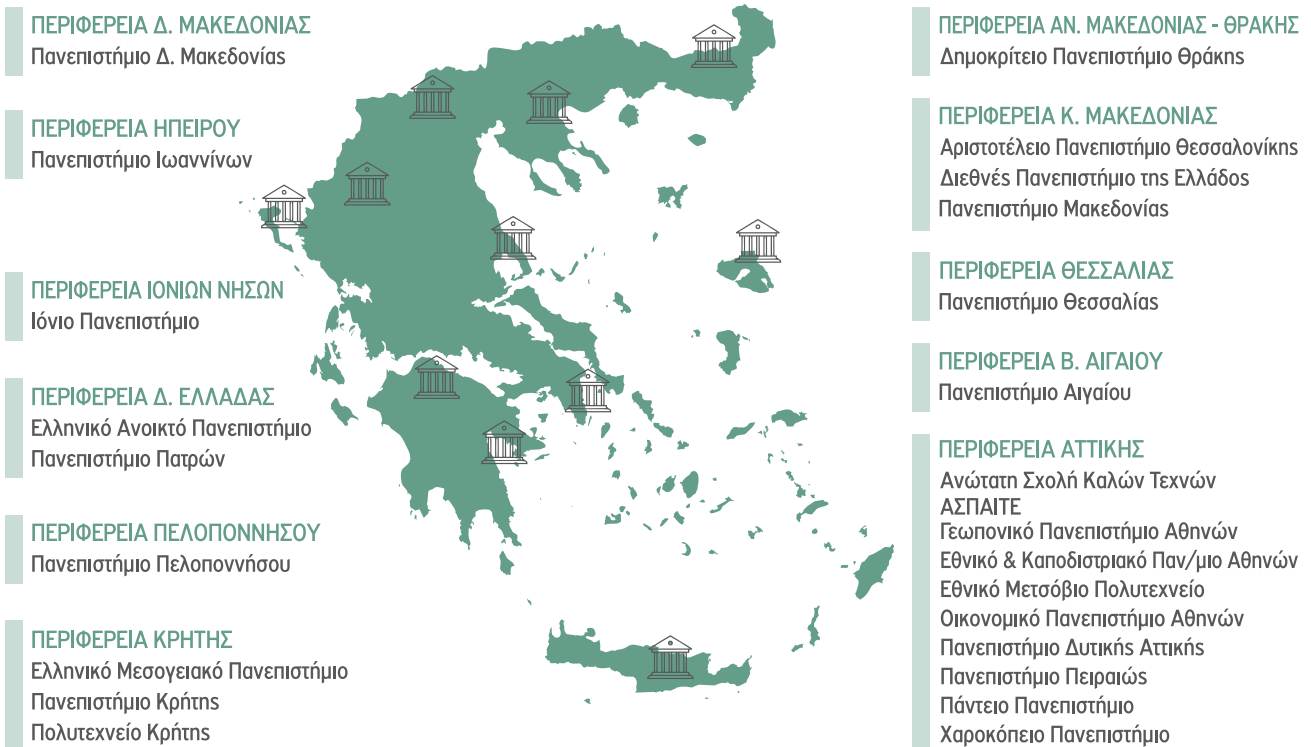 ΠΕΡΙΦΕΡΕΙΑ Δ. ΜΑΚΕΔΟΝΙΑΣ
Πανεπιστήμιο Δ. Μακεδονίας
ΠΕΡΙΦΕΡΕΙΑ ΗΠΕΙΡΟΥ
Πανεπιστήμιο Ιωαννίνων
ΠΕΡΙΦΕΡΕΙΑ ΙΟΝΙΩΝ ΝΗΣΩΝ
Ιόνιο Πανεπιστήμιο
ΠΕΡΙΦΕΡΕΙΑ Δ. ΕΛΛΑΔΑΣ
Ελληνικό Ανοικτό Πανεπιστήμιο
Πανεπιστήμιο Πατρών
ΠΕΡΙΦΕΡΕΙΑ ΠΕΛΟΠΟΝΝΗΣΟΥ
Πανεπιστήμιο Πελοποννήσου
ΠΕΡΙΦΕΡΕΙΑ ΚΡΗΤΗΣ
Ελληνικό Μεσογειακό Πανεπιστήμιο
Πανεπιστήμιο Κρήτης
Πολυτεχνείο Κρήτης
ΠΕΡΙΦΕΡΕΙΑ ΑΝ. ΜΑΚΕΔΟΝΙΑΣ - ΘΡΑΚΗΣ
Δημοκρίτειο Πανεπιστήμιο Θράκης
ΠΕΡΙΦΕΡΕΙΑ Κ. ΜΑΚΕΔΟΝΙΑΣ
Αριστοτέλειο Πανεπιστήμιο Θεσσαλονίκης
Διεθνές Πανεπιστήμιο της Ελλάδος
Πανεπιστήμιο Μακεδονίας
ΠΕΡΙΦΕΡΕΙΑ ΘΕΣΣΑΛΙΑΣ
Πανεπιστήμιο Θεσσαλίας
ΠΕΡΙΦΕΡΕΙΑ Β. ΑΙΓΑΙΟΥ
Πανεπιστήμιο Αιγαίου
ΠΕΡΙΦΕΡΕΙΑ ΑΤΤΙΚΗΣ
Ανώτατη Σχολή Καλών Τεχνών
ΑΣΠΑΙΤΕ
Γεωπονικό Πανεπιστήμιο Αθηνών
Εθνικό & Καποδιστριακό Παν/μιο Αθηνών
Εθνικό Μετσόβιο Πολυτεχνείο
Οικονομικό Πανεπιστήμιο Αθηνών
Πανεπιστήμιο Δυτικής Αττικής
Πανεπιστήμιο Πειραιώς
Πάντειο Πανεπιστήμιο
Χαροκόπειο Πανεπιστήμιο